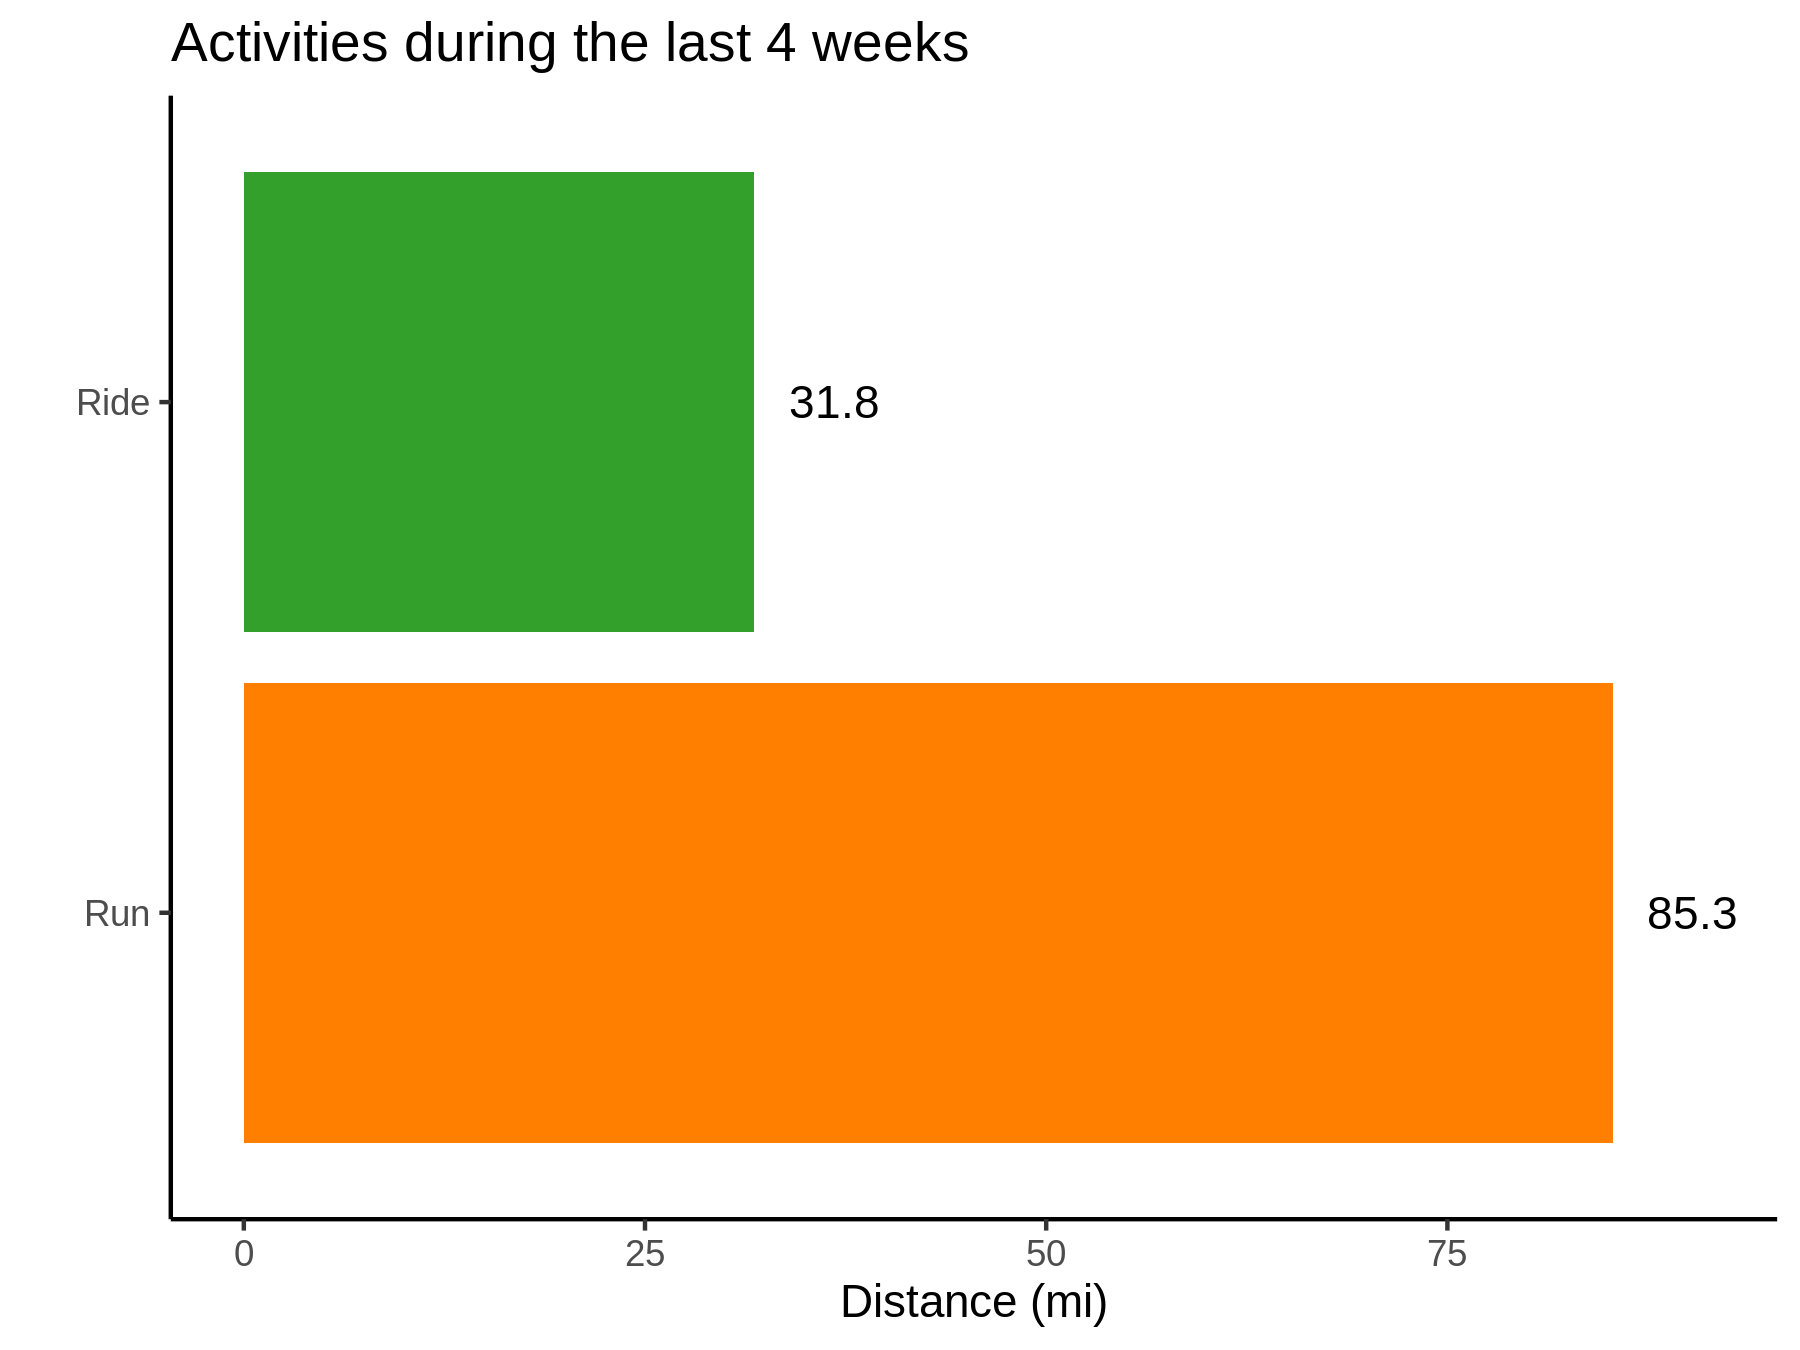 Activities during the last 4 weeks
Ride
31.8
Run
85.3
0 25 50 75
Distance (mi)